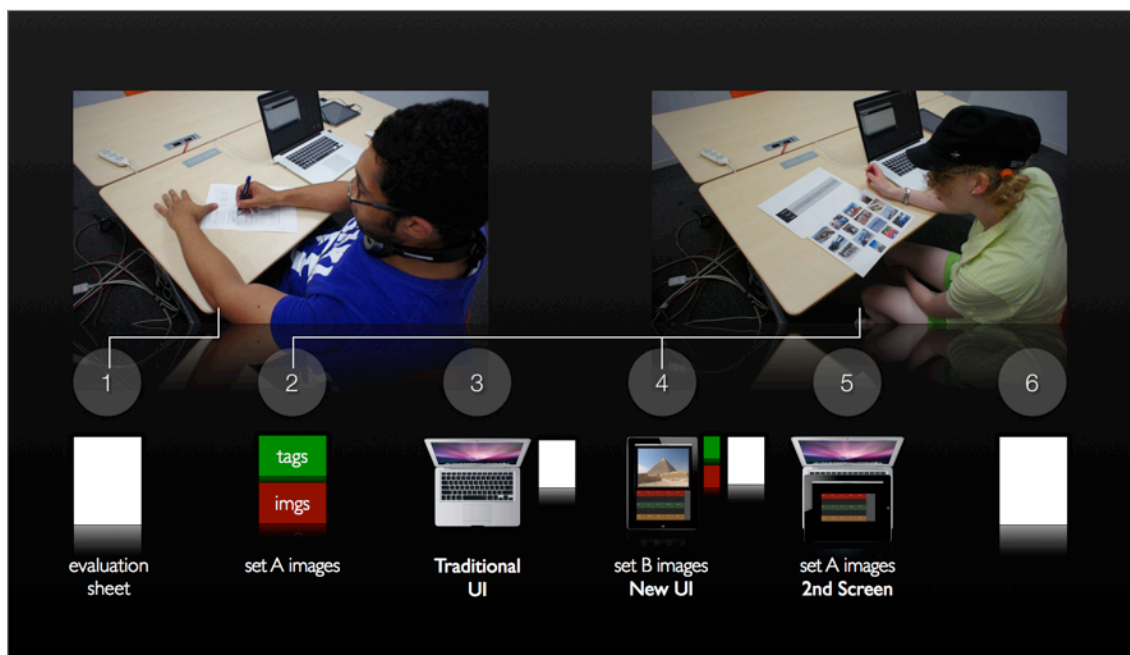 1
2
3
4
5
6
tags
imgs
evaluation
sheet
set A images
Traditional
UI
set B images
New UI
set A images
2nd Screen